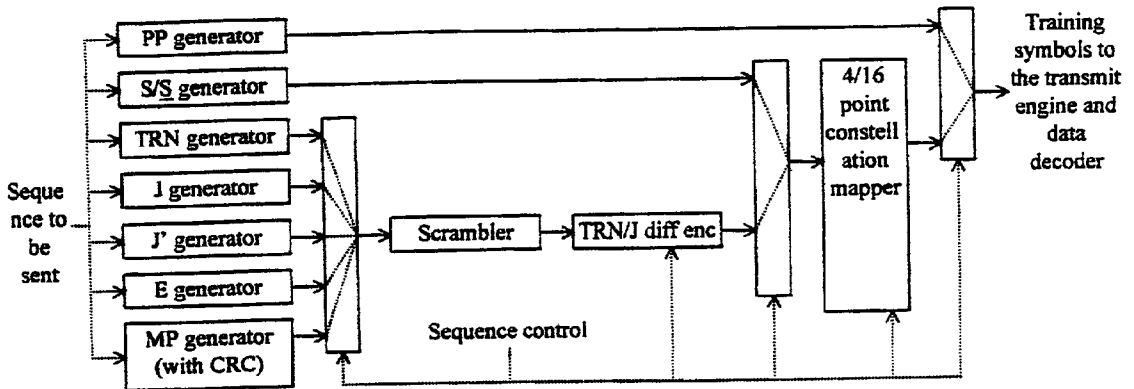 PP generator
S/S generator
TRN generator
J generator
J' generator
E generator
MP generator
(with CRC)
Seque
nce to
be
sent
Scrambler
TRN/J diff enc
Sequence control
4/16
point
constell
ation
mapper
Training
symbols to
the transmit
engine and
data
decoder